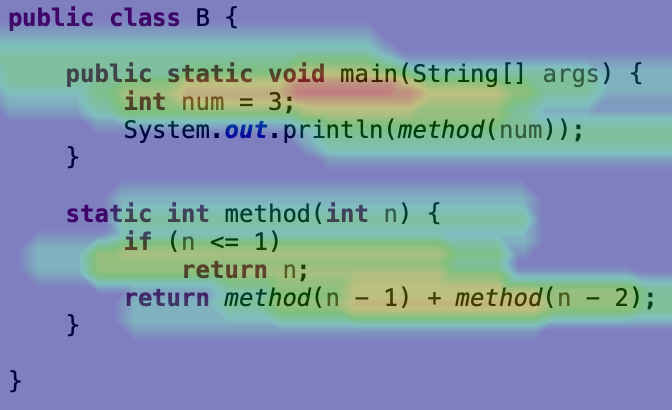 public class B {
public static void main(String[] args) {
int num = 3;
System.out.println(method(num));
}
static int method(int n) {
if (n <= 1)
return n;
return method(n - 1) + method(n - 2);
}
}